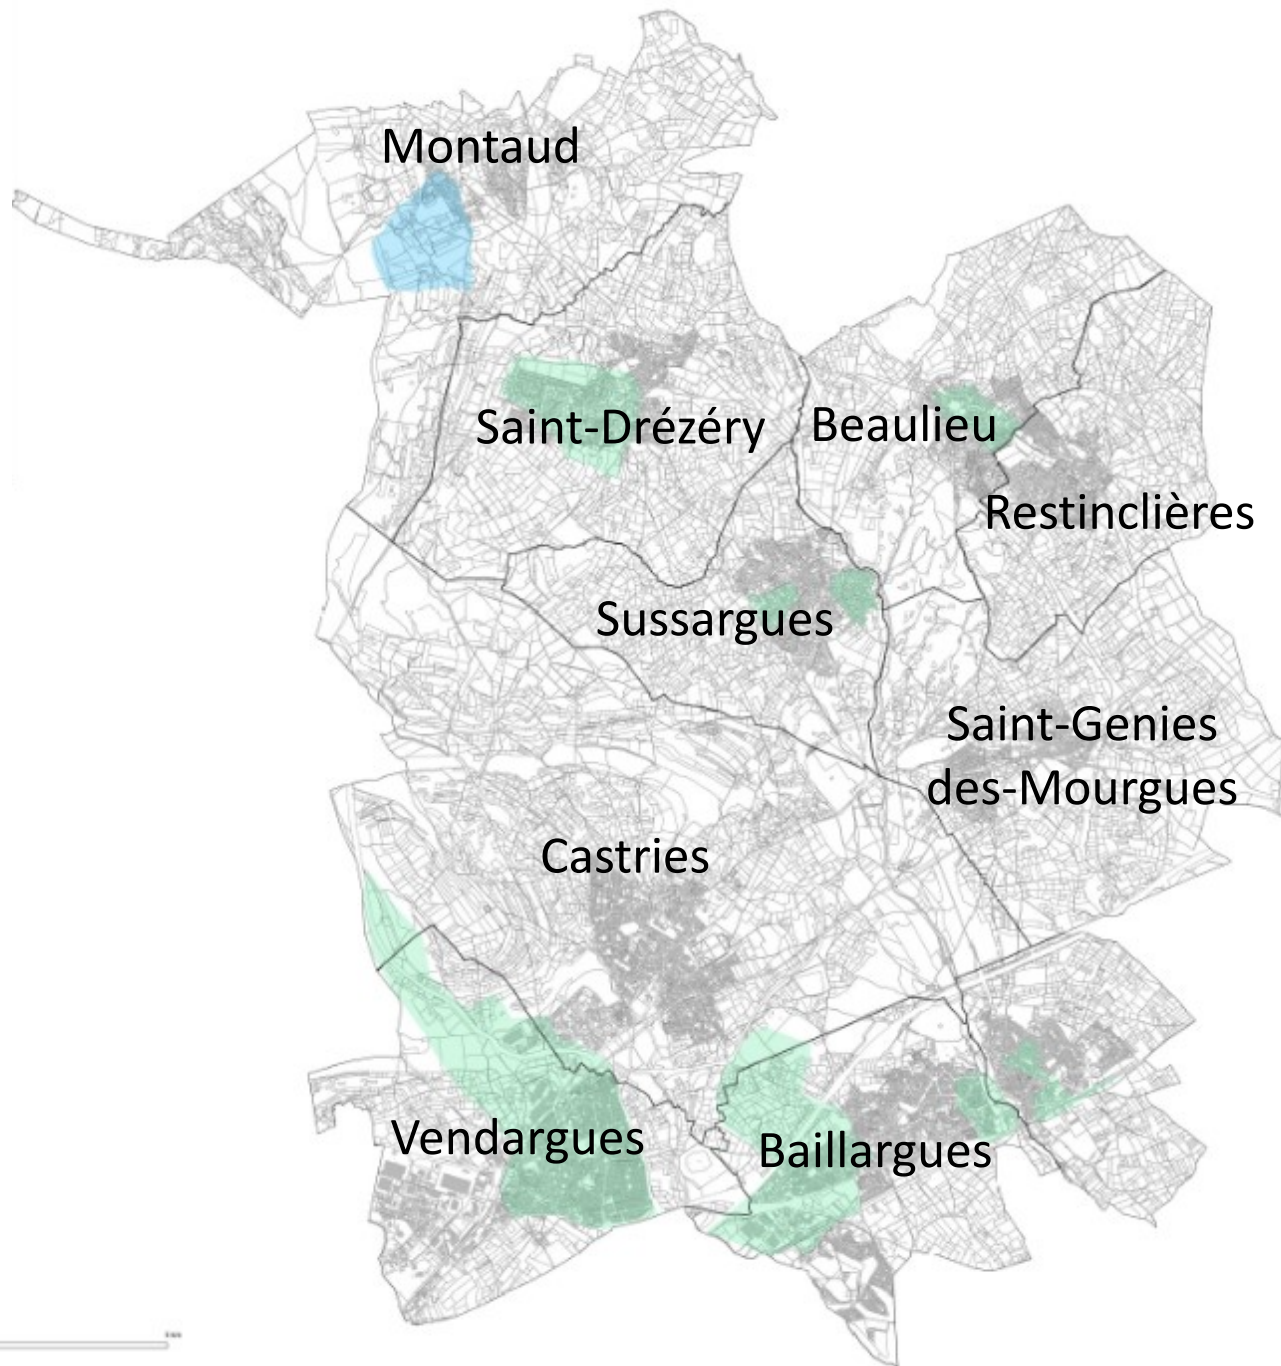 Montaud
Saint-Drézéry
Beaulieu
Restinclières
Sussargues
Saint-Genies
des-Mourgues
Castries
Vendargues
Baillargues